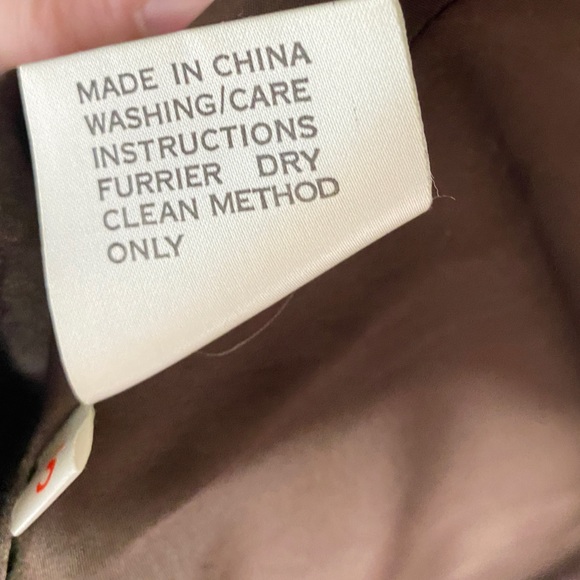 MADE IN CHINA
WASHING/CARE
INSTRUCTIONS
FURRIER DRY
CLEAN METHOD
ONLY